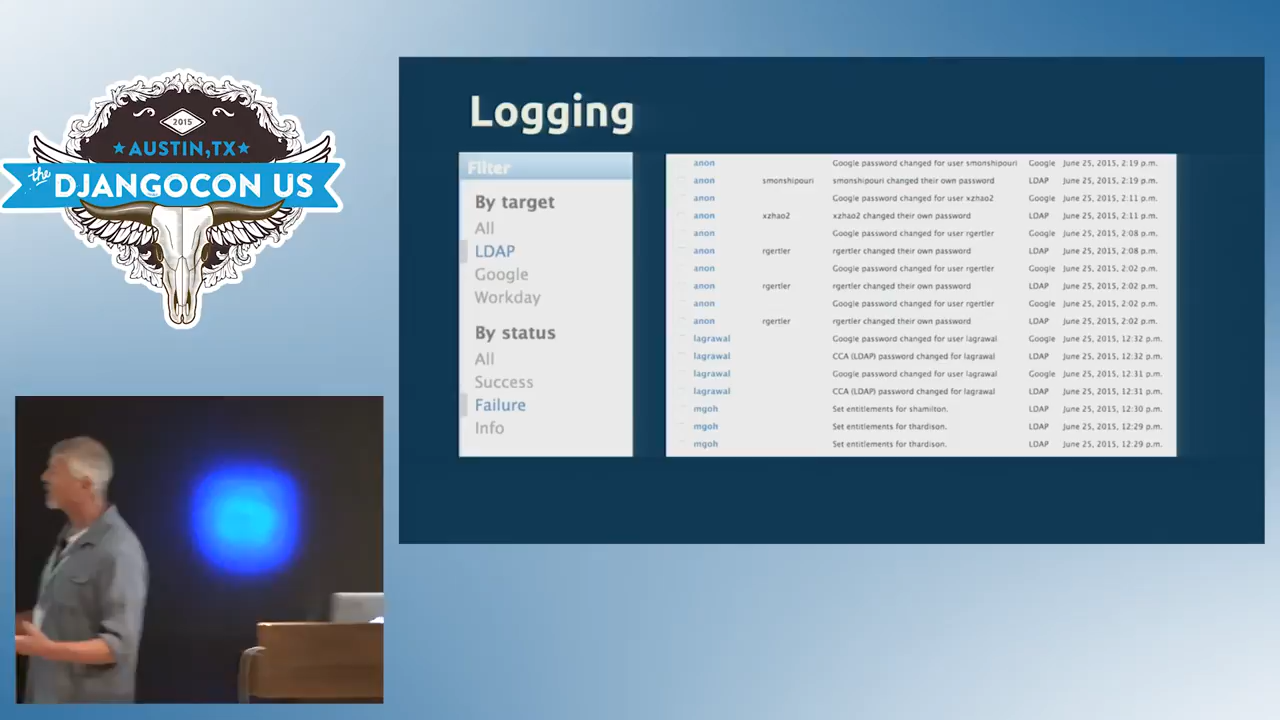 2015
AUSTIN, TX
the
DJANGOCON US
Logging
Filter
By target
All
LDAP
Google
Workday
By status
All
Success
Failure
Info
anon Google password changed for user smonshipouri Google June 25, 2015, 2:19 p.m.
anon smonshipouri smonshipouri changed their own password LDAP June 25, 2015, 2:19 p.m.
anon Google password changed for user xzhao2 Google June 25, 2015, 2:11 p.m.
anon xzhao2 xzhao2 changed their own password LDAP June 25, 2015, 2:11 p.m.
anon Google password changed for user rgertler Google June 25, 2015, 2:08 p.m.
anon rgertler rgertler changed their own password LDAP June 25, 2015, 2:08 p.m.
anon Google password changed for user rgertler Google June 25, 2015, 2:02 p.m.
anon rgertler rgertler changed their own password LDAP June 25, 2015, 2:02 p.m.
anon Google password changed for user rgertler Google June 25, 2015, 2:02 p.m.
anon rgertler rgertler changed their own password LDAP June 25, 2015, 2:02 p.m.
lagrawal Google password changed for user lagrawal Google June 25, 2015, 12:32 p.m.
lagrawal CCA (LDAP) password changed for lagrawal LDAP June 25, 2015, 12:32 p.m.
lagrawal Google password changed for user lagrawal Google June 25, 2015, 12:31 p.m.
lagrawal CCA (LDAP) password changed for lagrawal LDAP June 25, 2015, 12:31 p.m.
mgoh Set entitlements for shamilton. LDAP June 25, 2015, 12:30 p.m.
mgoh Set entitlements for thardison. LDAP June 25, 2015, 12:29 p.m.
mgoh Set entitlements for thardison. LDAP June 25, 2015, 12:29 p.m.